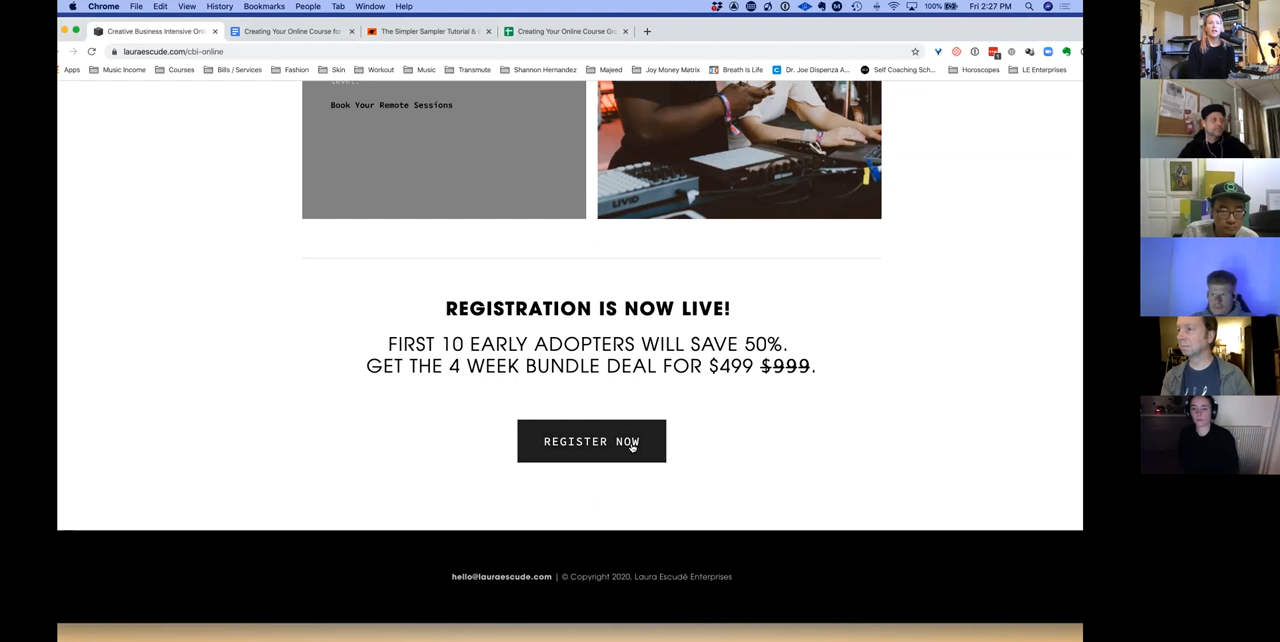 Chrome File Edit View History Bookmarks People Tab Window Help 100% Fri 2:27 PM
Creative Business Intensive Onli Creating Your Online Course for The Simpler Sampler Tutorial & Creating Your Online Course Gr
lauraescude.com/cbi-online
Apps Music Income Courses Bills / Services Fashion Skin Workout Music Transmute Shannon Hernandez Majeed Joy Money Matrix Breath Is Life Dr. Joe Dispenza A... Self Coaching Sch... Horoscopes LE Enterprises
Book Your Remote Sessions
LIVID
REGISTRATION IS NOW LIVE!
FIRST 10 EARLY ADOPTERS WILL SAVE 50%.
GET THE 4 WEEK BUNDLE DEAL FOR $499 $999.
REGISTER NOW
hello@lauraescude.com | © Copyright 2020, Laura Escudé Enterprises